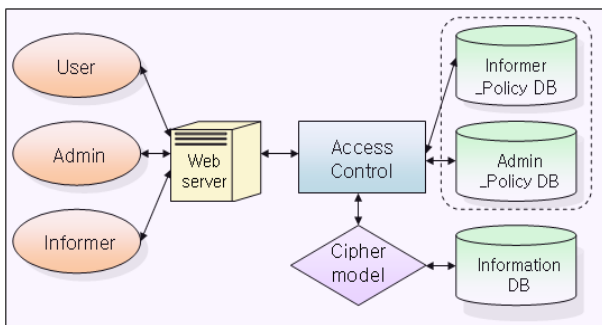 User
Admin
Informer
Web
server
Access
Control
Cipher
model
Informer
_Policy DB
Admin
_Policy DB
Information
DB